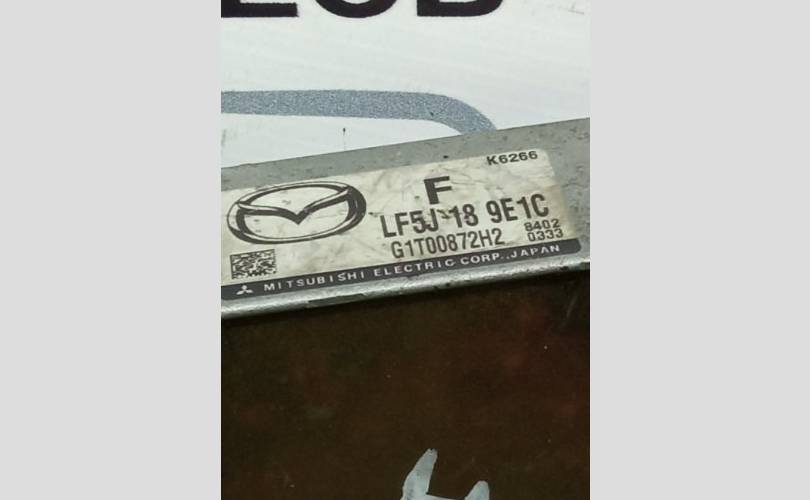 K6266
F
LF5J 18 9E1C
G1T00872H2 8402
0333
MITSUBISHI ELECTRIC CORP., JAPAN